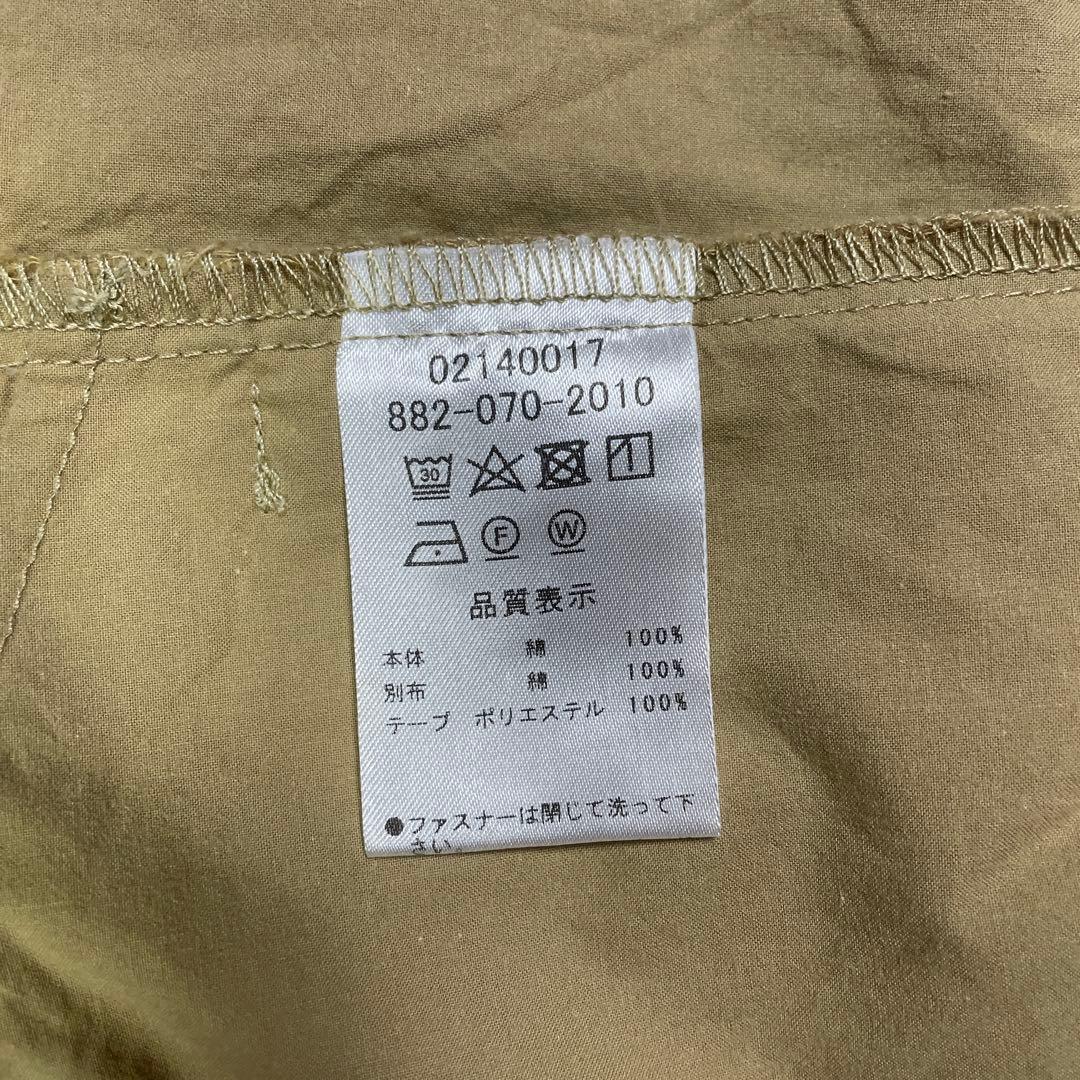 02140017
882-070-2010
30
F W
品質表示
本体 綿 100%
別布 綿 100%
テープ ポリエステル 100%
●ファスナーは閉じて洗って下
さい。